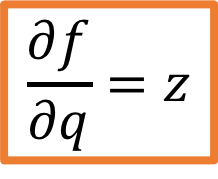 ∂f/∂q = z